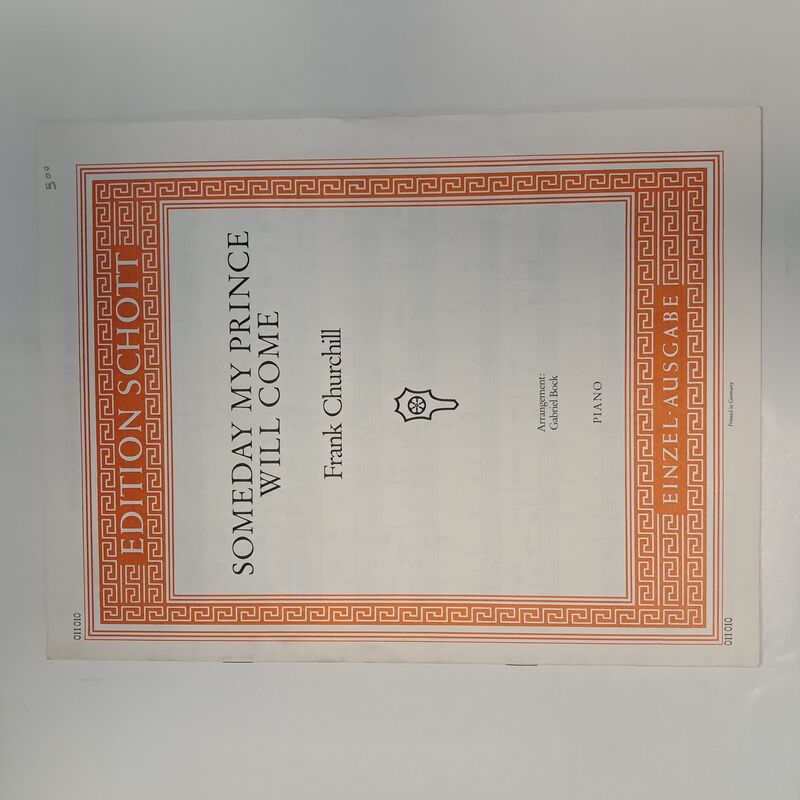 5.00
011 010
EDITION SCHOTT
SOMEDAY MY PRINCE
WILL COME
Frank Churchill
Arrangement:
Gabriel Bock
PIANO
EINZEL-AUSGABE
011 010
Printed in Germany